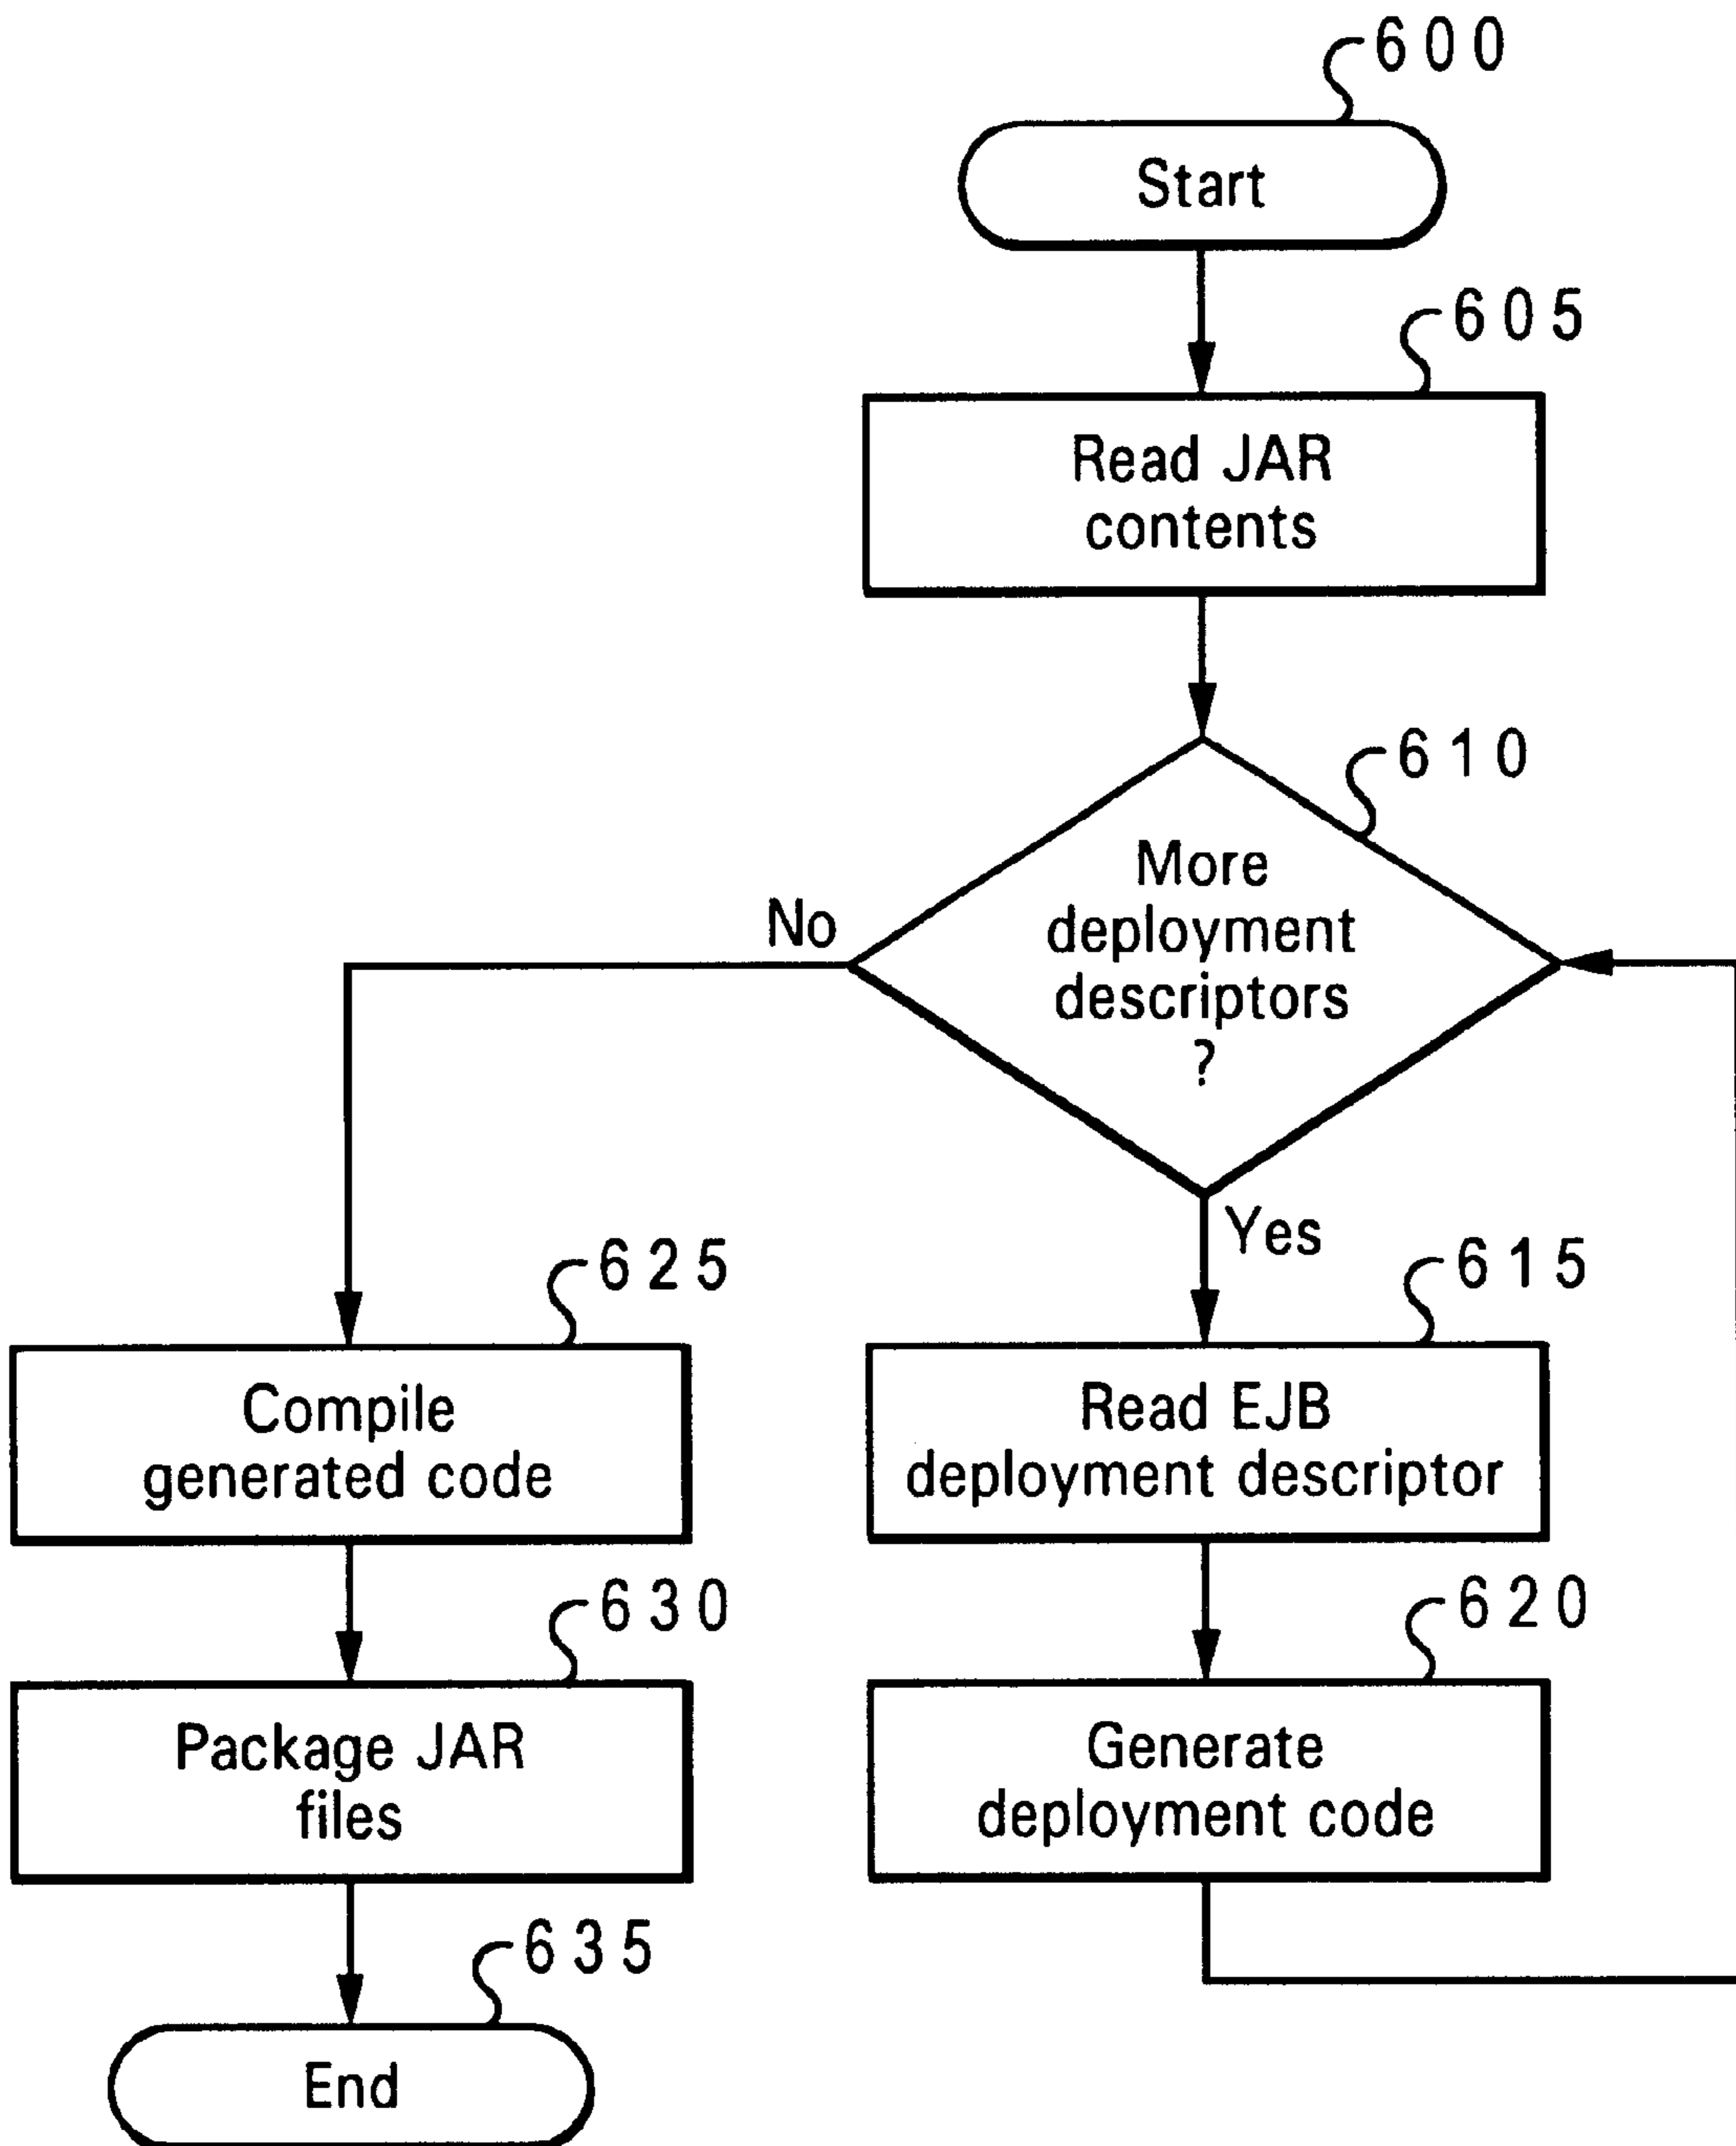 600
Start
605
Read JAR
contents
610
More
deployment
descriptors
?
No
Yes
615
Read EJB
deployment descriptor
620
Generate
deployment code
625
Compile
generated code
630
Package JAR
files
635
End